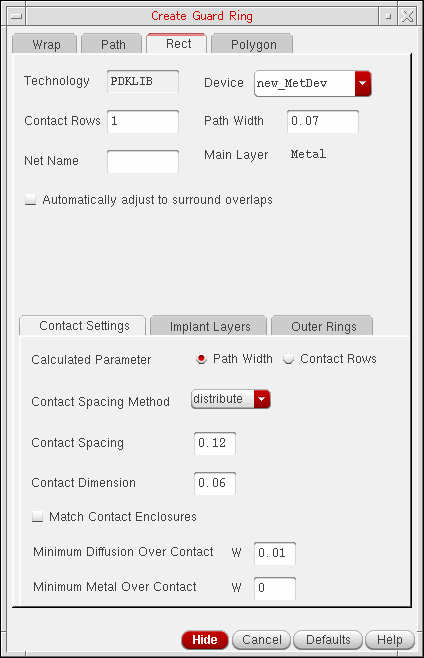 Create Guard Ring
Wrap Path Rect Polygon
Technology PDKLIB Device new_MetDev
Contact Rows 1 Path Width 0.07
Net Name Main Layer Metal
Automatically adjust to surround overlaps
Contact Settings Implant Layers Outer Rings
Calculated Parameter Path Width Contact Rows
Contact Spacing Method distribute
Contact Spacing 0.12
Contact Dimension 0.06
Match Contact Enclosures
Minimum Diffusion Over Contact W 0.01
Minimum Metal Over Contact W 0
Hide Cancel Defaults Help